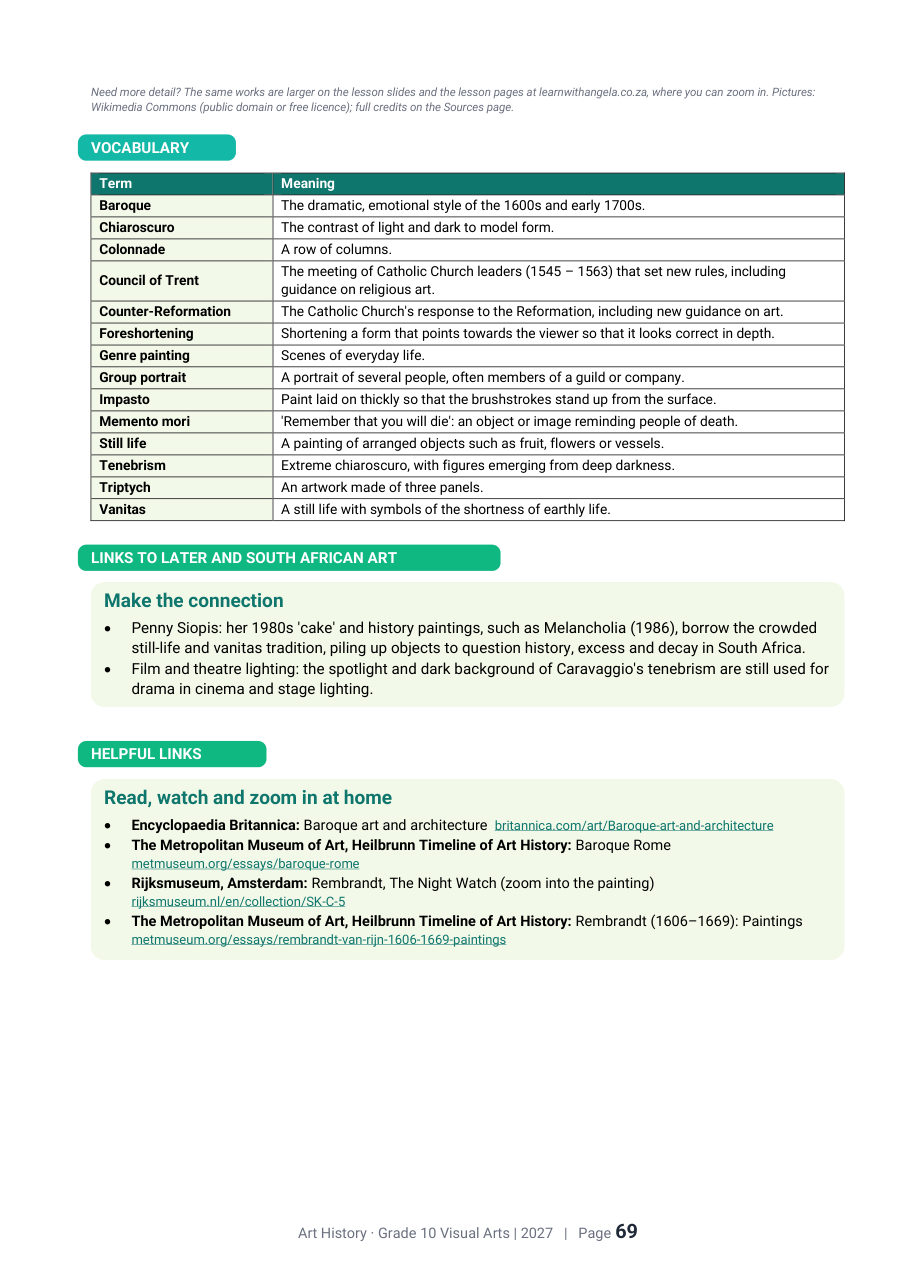 Need more detail? The same works are larger on the lesson slides and the lesson pages at learnwithangela.co.za, where you can zoom in. Pictures:
Wikimedia Commons (public domain or free licence); full credits on the Sources page.
VOCABULARY
Term Meaning
Baroque The dramatic, emotional style of the 1600s and early 1700s.
Chiaroscuro The contrast of light and dark to model form.
Colonnade A row of columns.
Council of Trent The meeting of Catholic Church leaders (1545 – 1563) that set new rules, including
guidance on religious art.
Counter-Reformation The Catholic Church's response to the Reformation, including new guidance on art.
Foreshortening Shortening a form that points towards the viewer so that it looks correct in depth.
Genre painting Scenes of everyday life.
Group portrait A portrait of several people, often members of a guild or company.
Impasto Paint laid on thickly so that the brushstrokes stand up from the surface.
Memento mori 'Remember that you will die': an object or image reminding people of death.
Still life A painting of arranged objects such as fruit, flowers or vessels.
Tenebrism Extreme chiaroscuro, with figures emerging from deep darkness.
Triptych An artwork made of three panels.
Vanitas A still life with symbols of the shortness of earthly life.
LINKS TO LATER AND SOUTH AFRICAN ART
Make the connection
• Penny Siopis: her 1980s 'cake' and history paintings, such as Melancholia (1986), borrow the crowded
still-life and vanitas tradition, piling up objects to question history, excess and decay in South Africa.
• Film and theatre lighting: the spotlight and dark background of Caravaggio's tenebrism are still used for
drama in cinema and stage lighting.
HELPFUL LINKS
Read, watch and zoom in at home
• Encyclopaedia Britannica: Baroque art and architecture britannica.com/art/Baroque-art-and-architecture
• The Metropolitan Museum of Art, Heilbrunn Timeline of Art History: Baroque Rome
metmuseum.org/essays/baroque-rome
• Rijksmuseum, Amsterdam: Rembrandt, The Night Watch (zoom into the painting)
rijksmuseum.nl/en/collection/SK-C-5
• The Metropolitan Museum of Art, Heilbrunn Timeline of Art History: Rembrandt (1606–1669): Paintings
metmuseum.org/essays/rembrandt-van-rijn-1606-1669-paintings
Art History · Grade 10 Visual Arts | 2027 | Page 69